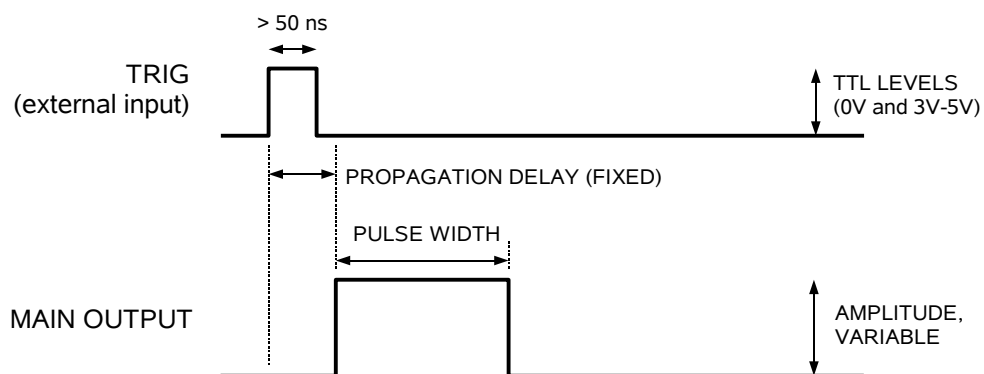 > 50 ns
TRIG
(external input)
TTL LEVELS
(0V and 3V-5V)
PROPAGATION DELAY (FIXED)
PULSE WIDTH
MAIN OUTPUT
AMPLITUDE,
VARIABLE